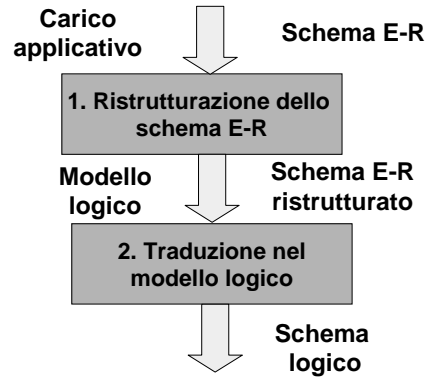 Carico
applicativo
Schema E-R
1. Ristrutturazione dello
schema E-R
Modello
logico
Schema E-R
ristrutturato
2. Traduzione nel
modello logico
Schema
logico